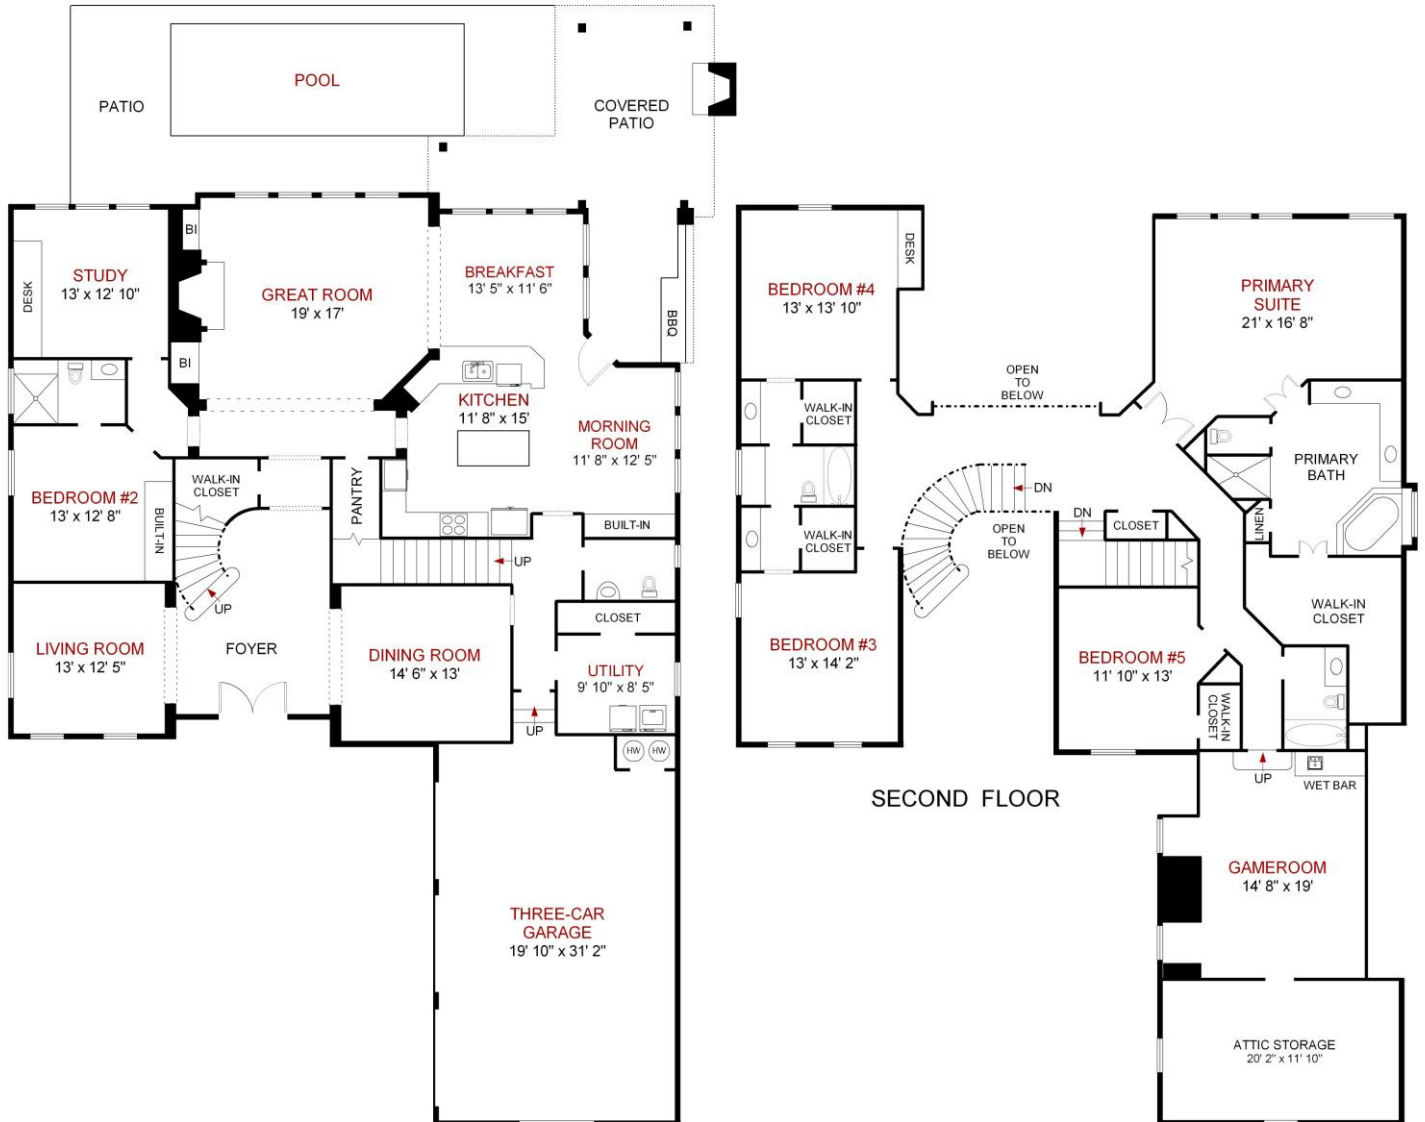 POOL
PATIO
COVERED
PATIO
BI
STUDY
13' x 12' 10"
DESK
GREAT ROOM
19' x 17'
BREAKFAST
13' 5" x 11' 6"
BBQ
BI
KITCHEN
11' 8" x 15'
MORNING
ROOM
11' 8" x 12' 5"
WALK-IN
CLOSET
PANTRY
BEDROOM #2
13' x 12' 8"
BUILT-IN
BUILT-IN
UP
UP
CLOSET
LIVING ROOM
13' x 12' 5"
FOYER
DINING ROOM
14' 6" x 13'
UTILITY
9' 10" x 8' 5"
UP
HW
HW
THREE-CAR
GARAGE
19' 10" x 31' 2"
DESK
BEDROOM #4
13' x 13' 10"
PRIMARY
SUITE
21' x 16' 8"
OPEN
TO
BELOW
WALK-IN
CLOSET
PRIMARY
BATH
DN
DN
LINEN
CLOSET
OPEN
TO
BELOW
WALK-IN
CLOSET
WALK-IN
CLOSET
BEDROOM #3
13' x 14' 2"
BEDROOM #5
11' 10" x 13'
WALK-IN
CLOSET
UP
WET BAR
SECOND FLOOR
GAMEROOM
14' 8" x 19'
ATTIC STORAGE
20' 2" x 11' 10"